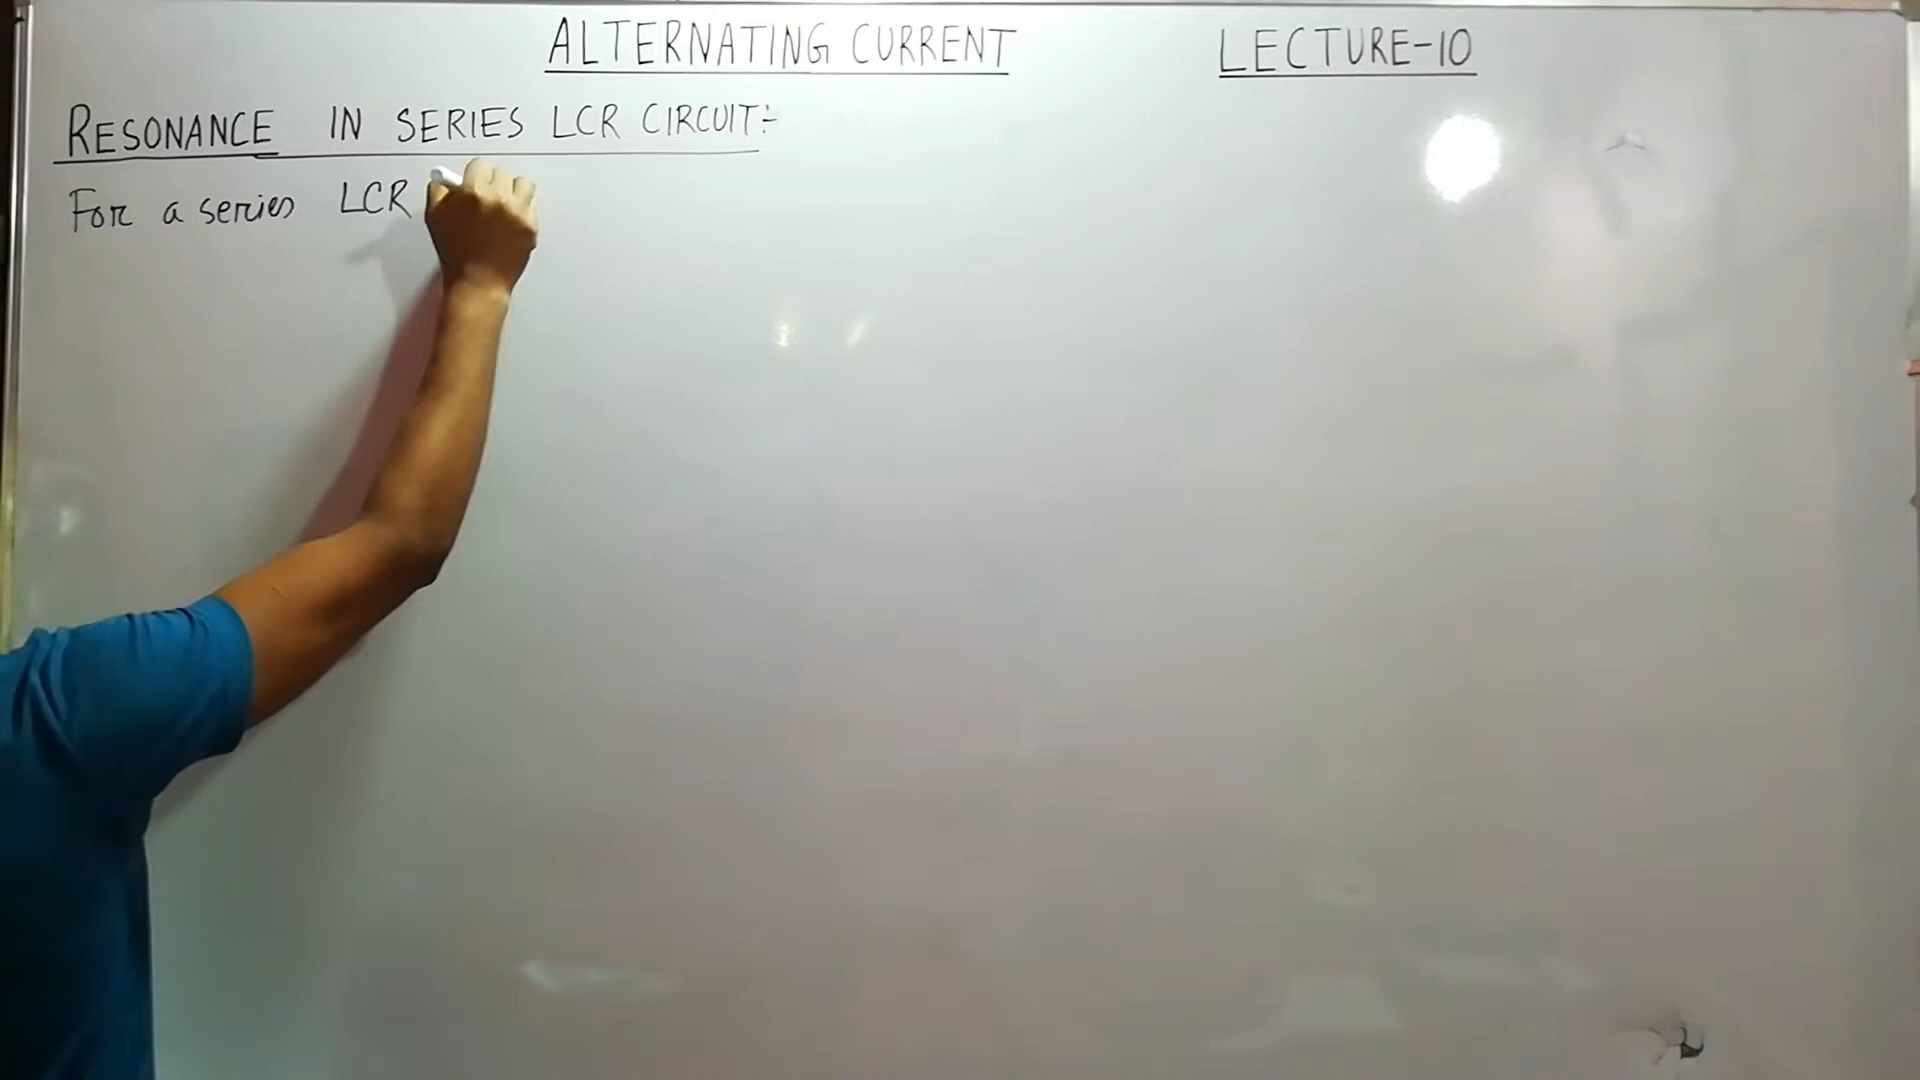 ALTERNATING CURRENT LECTURE-10
RESONANCE IN SERIES LCR CIRCUIT:-
For a series LCR